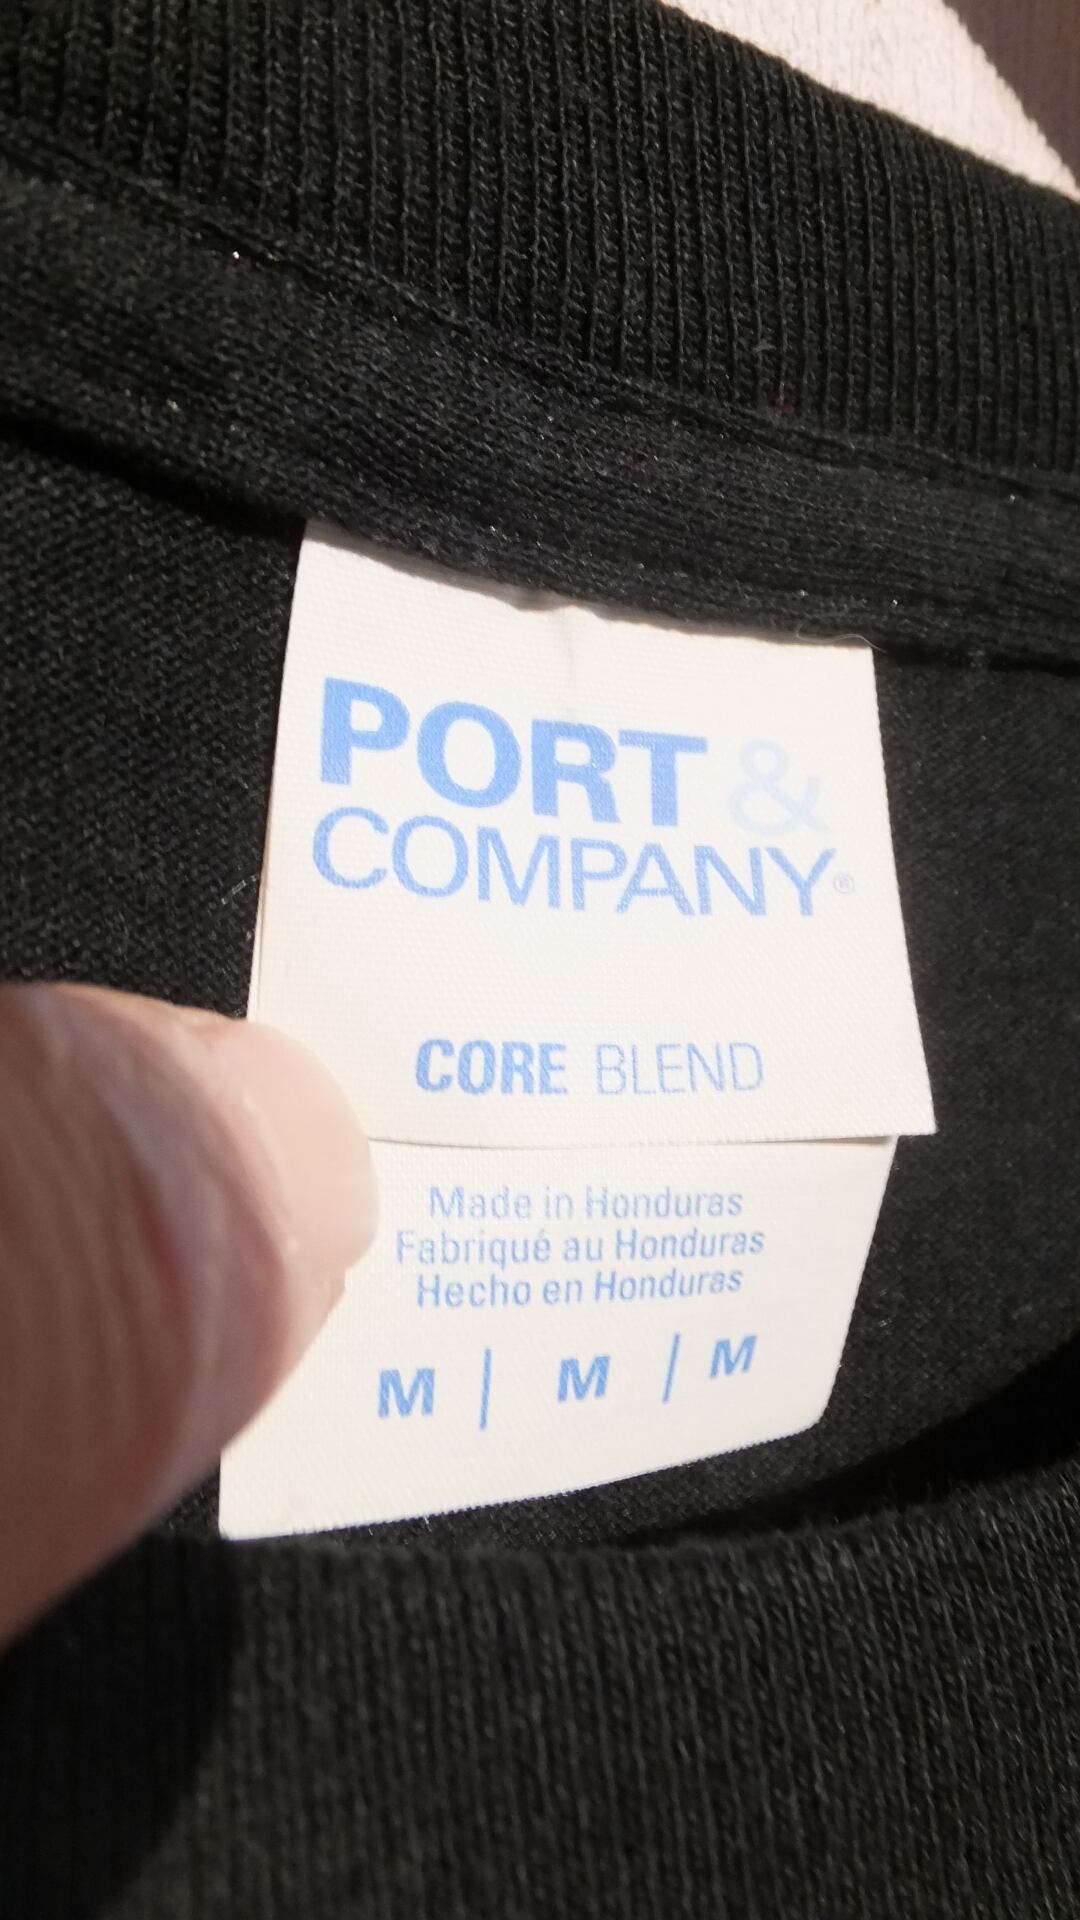 PORT &
COMPANY®
CORE BLEND
Made in Honduras
Fabriqué au Honduras
Hecho en Honduras
M | M | M